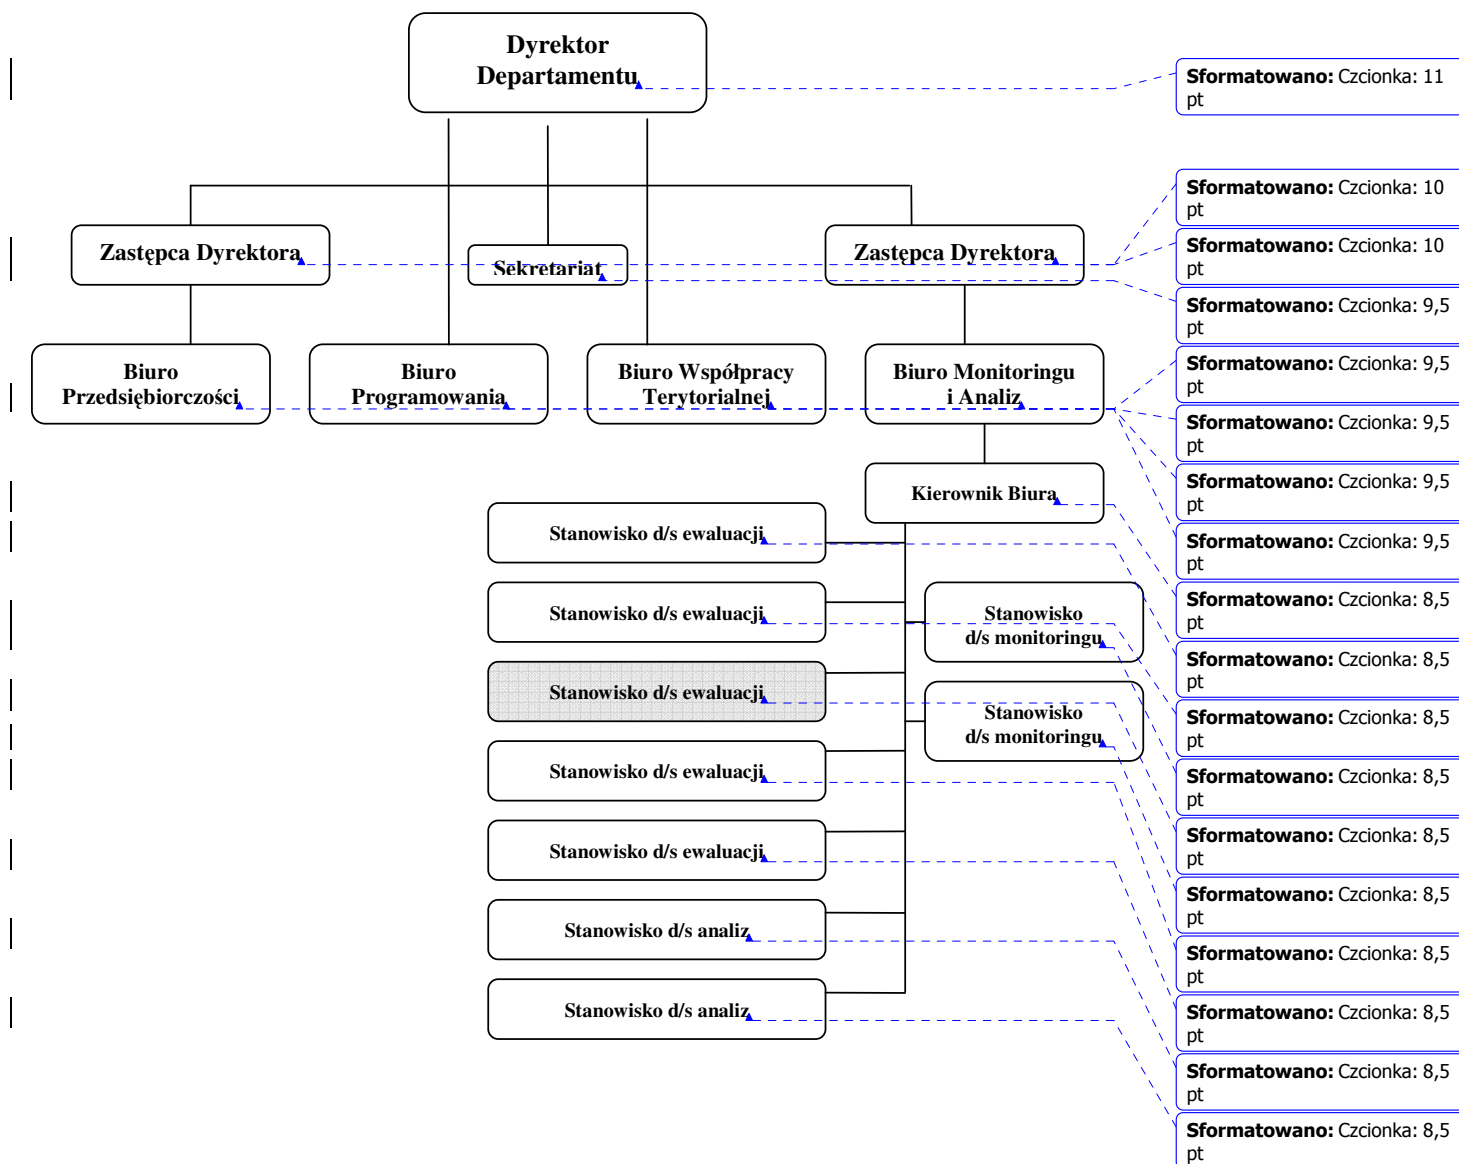 Dyrektor
Departamentu
Sformatowano: Czcionka: 11
pt
Sformatowano: Czcionka: 10
pt
Zastępca Dyrektora
Sekretariat
Zastępca Dyrektora
Sformatowano: Czcionka: 10
pt
Sformatowano: Czcionka: 9,5
pt
Biuro
Przedsiębiorczości
Biuro
Programowania
Biuro Współpracy
Terytorialnej
Biuro Monitoringu
i Analiz
Sformatowano: Czcionka: 9,5
pt
Sformatowano: Czcionka: 9,5
pt
Kierownik Biura
Sformatowano: Czcionka: 9,5
pt
Stanowisko d/s ewaluacji
Sformatowano: Czcionka: 9,5
pt
Stanowisko d/s ewaluacji
Stanowisko
d/s monitoringu
Sformatowano: Czcionka: 8,5
pt
Sformatowano: Czcionka: 8,5
pt
Stanowisko d/s ewaluacji
Stanowisko
d/s monitoringu
Sformatowano: Czcionka: 8,5
pt
Stanowisko d/s ewaluacji
Sformatowano: Czcionka: 8,5
pt
Stanowisko d/s ewaluacji
Sformatowano: Czcionka: 8,5
pt
Sformatowano: Czcionka: 8,5
pt
Stanowisko d/s analiz
Sformatowano: Czcionka: 8,5
pt
Stanowisko d/s analiz
Sformatowano: Czcionka: 8,5
pt
Sformatowano: Czcionka: 8,5
pt
Sformatowano: Czcionka: 8,5
pt